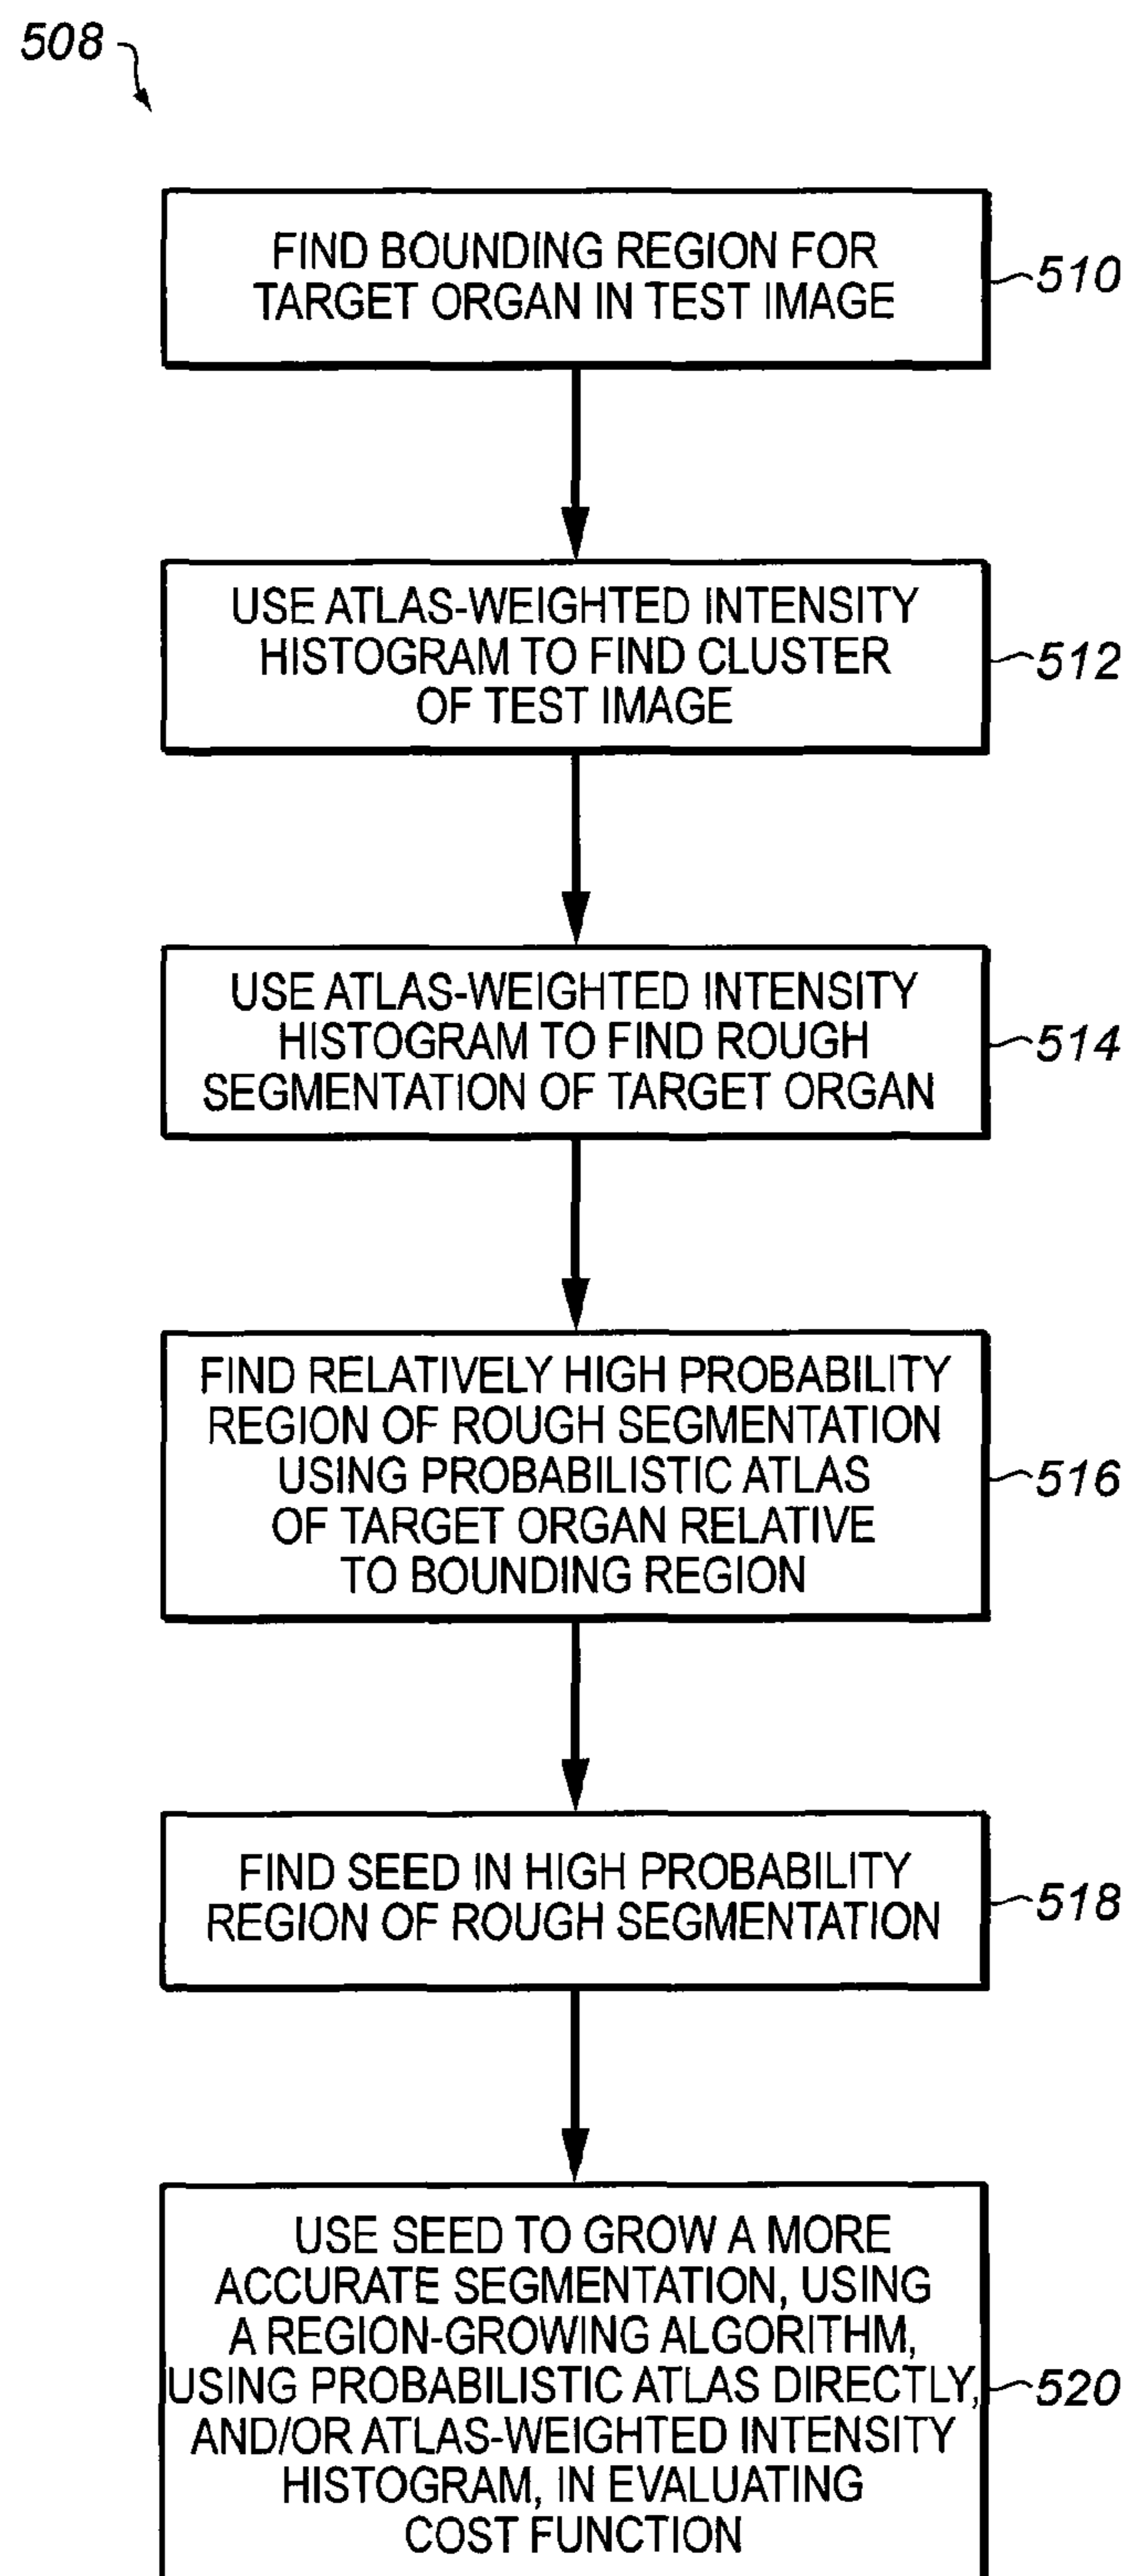 508
FIND BOUNDING REGION FOR
TARGET ORGAN IN TEST IMAGE
510
USE ATLAS-WEIGHTED INTENSITY
HISTOGRAM TO FIND CLUSTER
OF TEST IMAGE
512
USE ATLAS-WEIGHTED INTENSITY
HISTOGRAM TO FIND ROUGH
SEGMENTATION OF TARGET ORGAN
514
FIND RELATIVELY HIGH PROBABILITY
REGION OF ROUGH SEGMENTATION
USING PROBABILISTIC ATLAS
OF TARGET ORGAN RELATIVE
TO BOUNDING REGION
516
FIND SEED IN HIGH PROBABILITY
REGION OF ROUGH SEGMENTATION
518
USE SEED TO GROW A MORE
ACCURATE SEGMENTATION, USING
A REGION-GROWING ALGORITHM,
USING PROBABILISTIC ATLAS DIRECTLY,
AND/OR ATLAS-WEIGHTED INTENSITY
HISTOGRAM, IN EVALUATING
COST FUNCTION
520